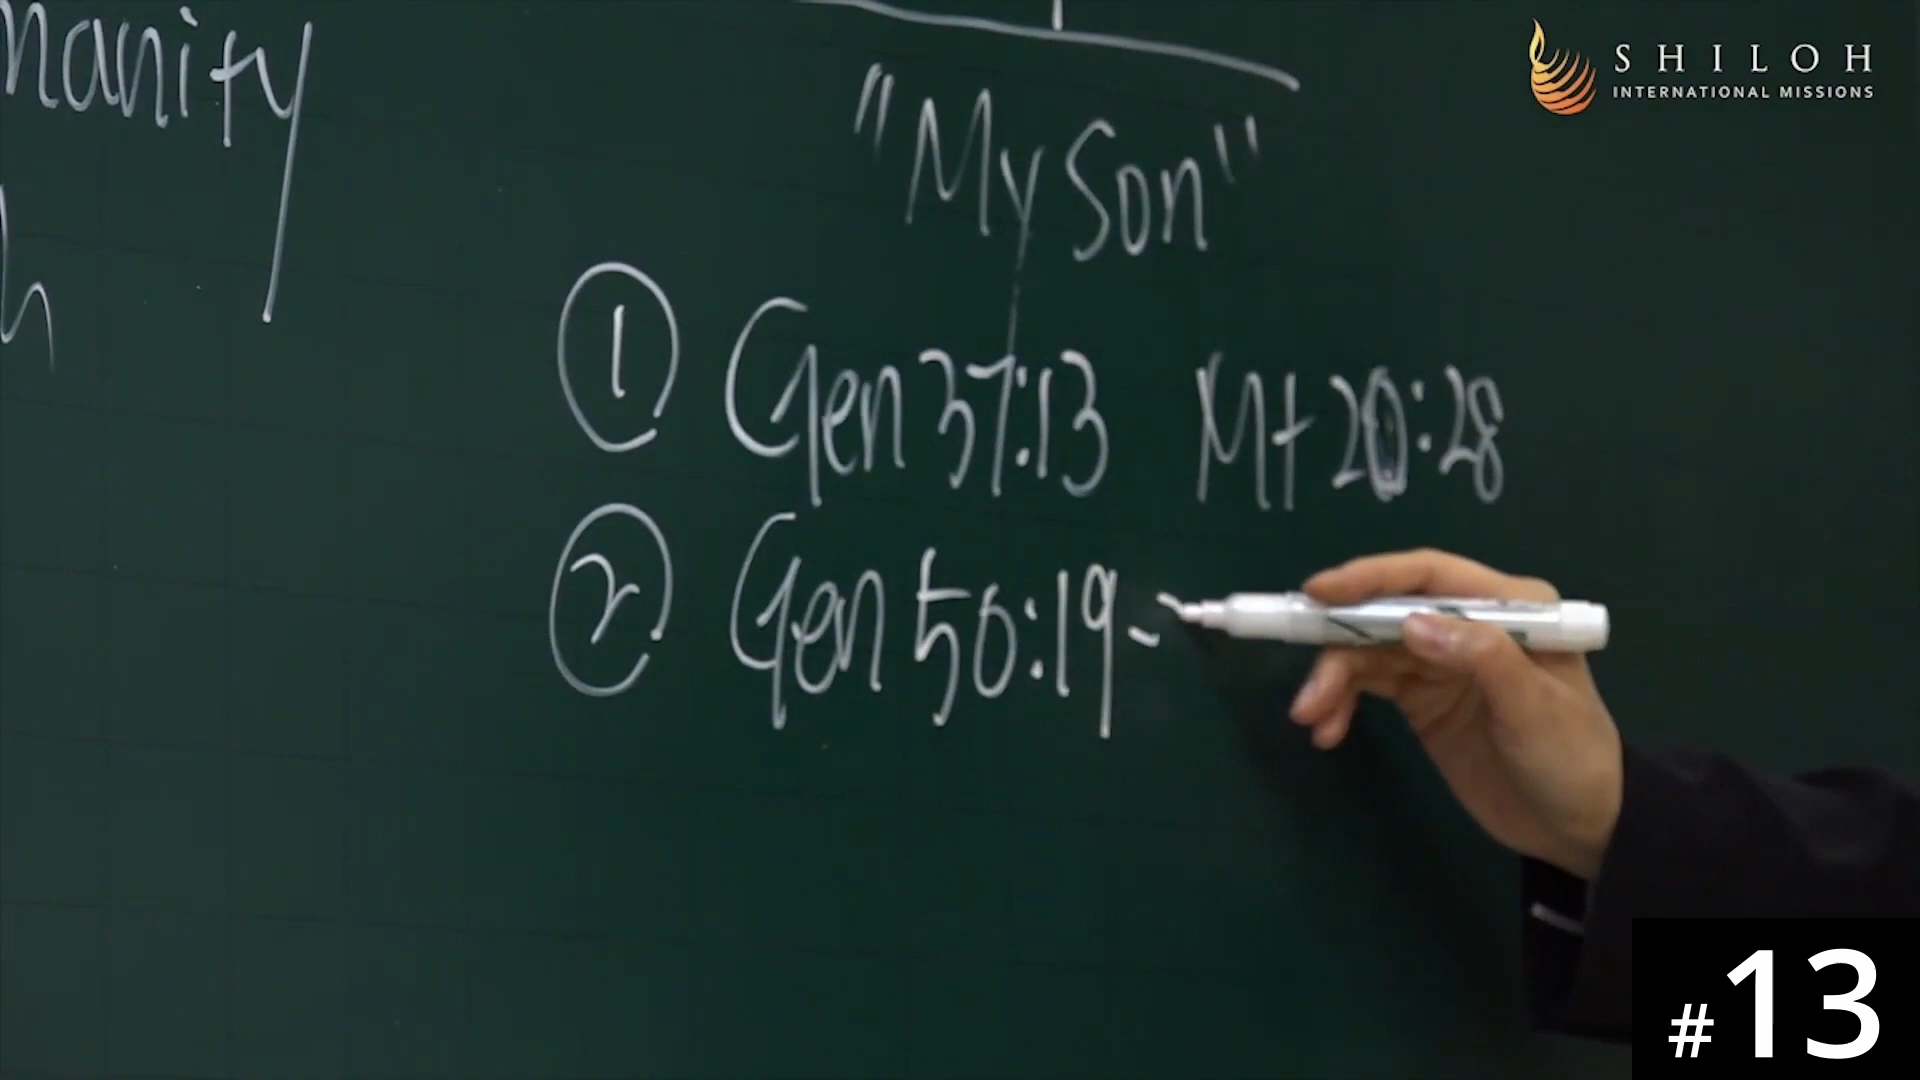 manity
h
SHILOH
INTERNATIONAL MISSIONS
"My Son"
① Gen 37:13 Mt 20:28
② Gen 50:19-
#13